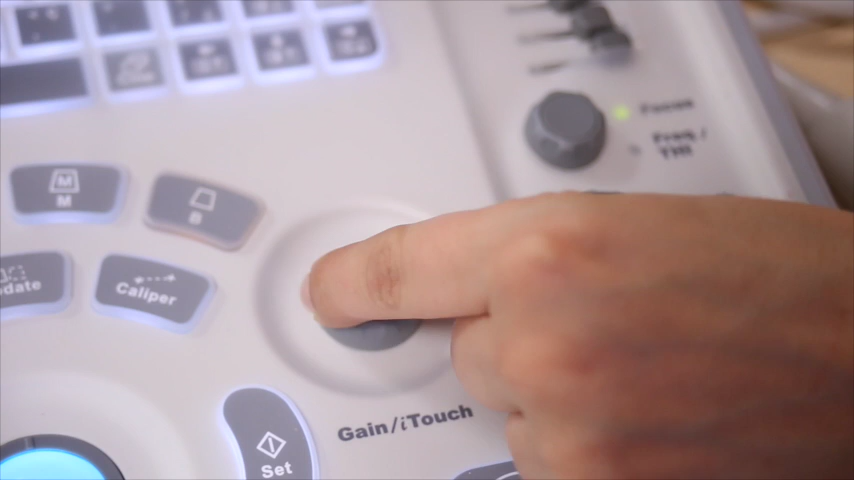 Focus
Freq /
THI
M
M
B
date
Caliper
Gain/iTouch
Set